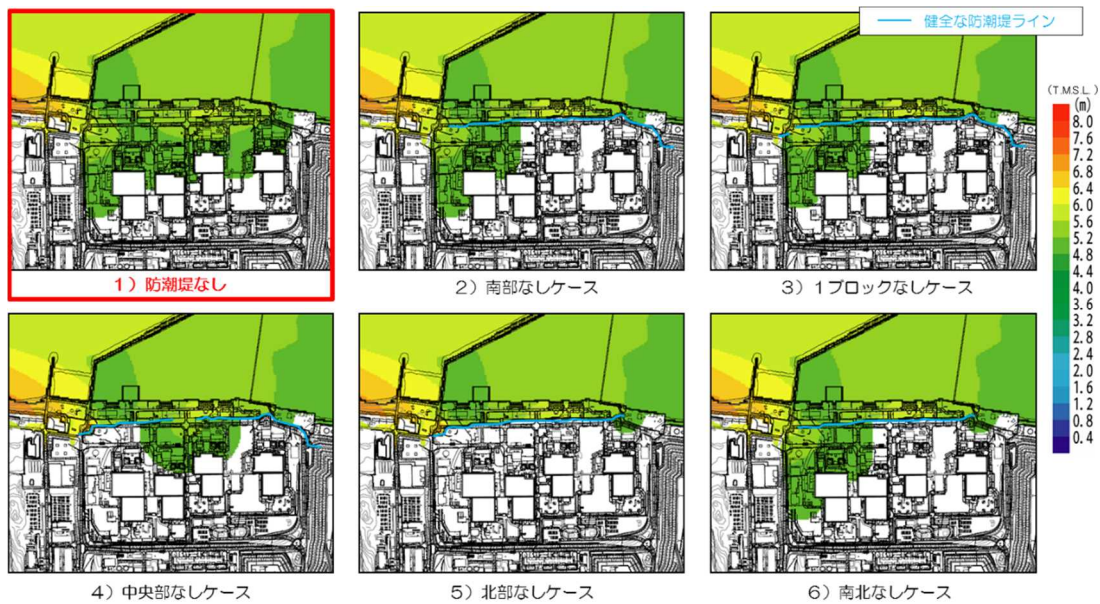 健全な防潮堤ライン
(T.M.S.L.)
(m)
8.0
7.6
7.2
6.8
6.4
6.0
5.6
5.2
4.8
4.4
4.0
3.6
3.2
2.8
2.4
2.0
1.6
1.2
0.8
0.4
1）防潮堤なし
2）南部なしケース
3）1ブロックなしケース
4）中央部なしケース
5）北部なしケース
6）南北なしケース